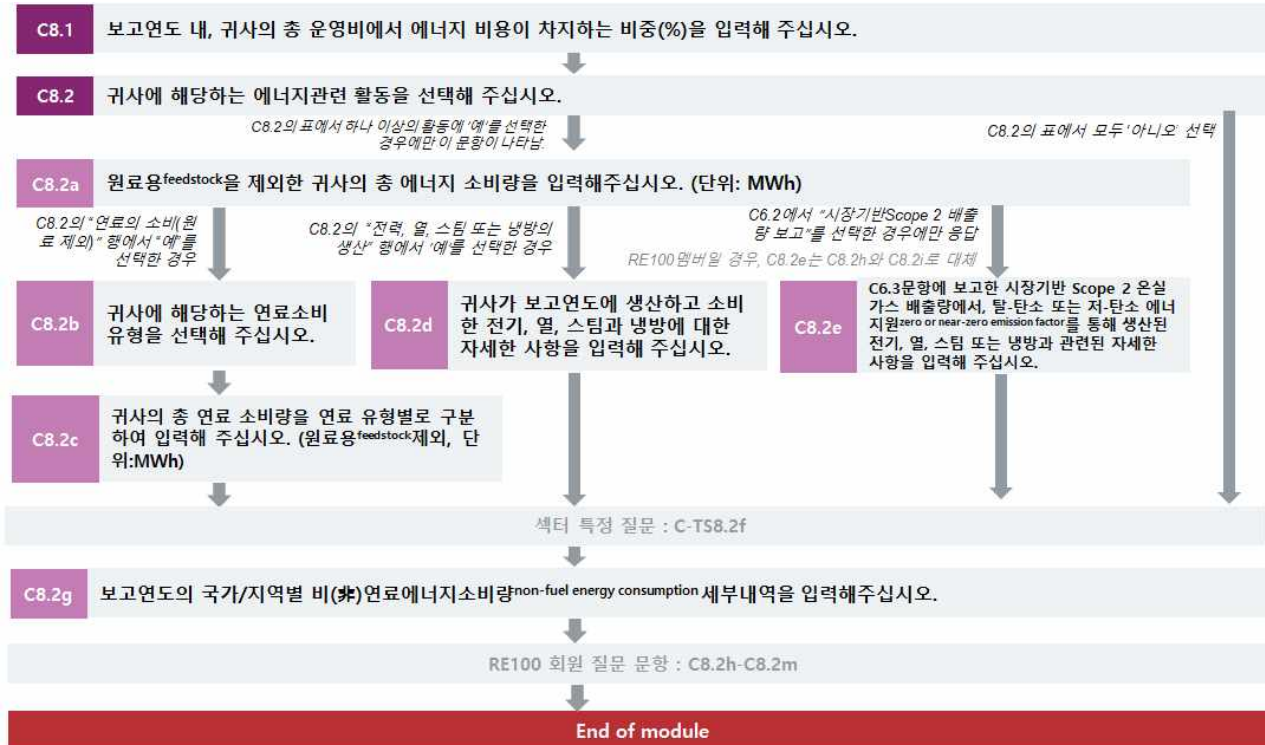 C8.1
보고연도 내, 귀사의 총 운영비에서 에너지 비용이 차지하는 비중(%)을 입력해 주십시오.
C8.2
귀사에 해당하는 에너지관련 활동을 선택해 주십시오.
C8.2의 표에서 하나 이상의 활동에 '예'를 선택한
경우에만 이 문항이 나타남.
C8.2의 표에서 모두 '아니오' 선택
C8.2a
원료용feedstock을 제외한 귀사의 총 에너지 소비량을 입력해주십시오. (단위: MWh)
C8.2의 "연료의 소비(원
료 제외)" 행에서 "예"를
선택한 경우
C8.2의 "전력, 열, 스팀 또는 냉방의
생산" 행에서 '예'를 선택한 경우
C6.2에서 "시장기반Scope 2 배출
량 보고"를 선택한 경우에만 응답
RE100멤버일 경우, C8.2e는 C8.2h와 C8.2i로 대체
C8.2b
귀사에 해당하는 연료소비
유형을 선택해 주십시오.
C8.2d
귀사가 보고연도에 생산하고 소비
한 전기, 열, 스팀과 냉방에 대한
자세한 사항을 입력해 주십시오.
C8.2e
C6.3문항에 보고한 시장기반 Scope 2 온실
가스 배출량에서, 탈-탄소 또는 저-탄소 에너
지원zero or near-zero emission factor를 통해 생산된
전기, 열, 스팀 또는 냉방과 관련된 자세한
사항을 입력해 주십시오.
C8.2c
귀사의 총 연료 소비량을 연료 유형별로 구분
하여 입력해 주십시오. (원료용feedstock제외, 단
위:MWh)
섹터 특정 질문 : C-TS8.2f
C8.2g
보고연도의 국가/지역별 비(非)연료에너지소비량non-fuel energy consumption 세부내역을 입력해주십시오.
RE100 회원 질문 문항 : C8.2h-C8.2m
End of module